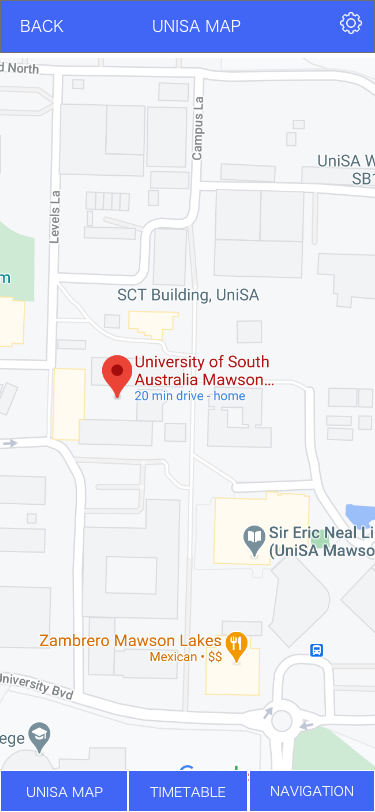 BACK
UNISA MAP
d North
Campus La
UniSA W
SB1
Levels La
m
SCT Building, UniSA
University of South
Australia Mawson...
20 min drive - home
Sir Eric Neal Li
(UniSA Mawso
Zambrero Mawson Lakes
Mexican • $$
University Bvd
ege
UNISA MAP
TIMETABLE
NAVIGATION